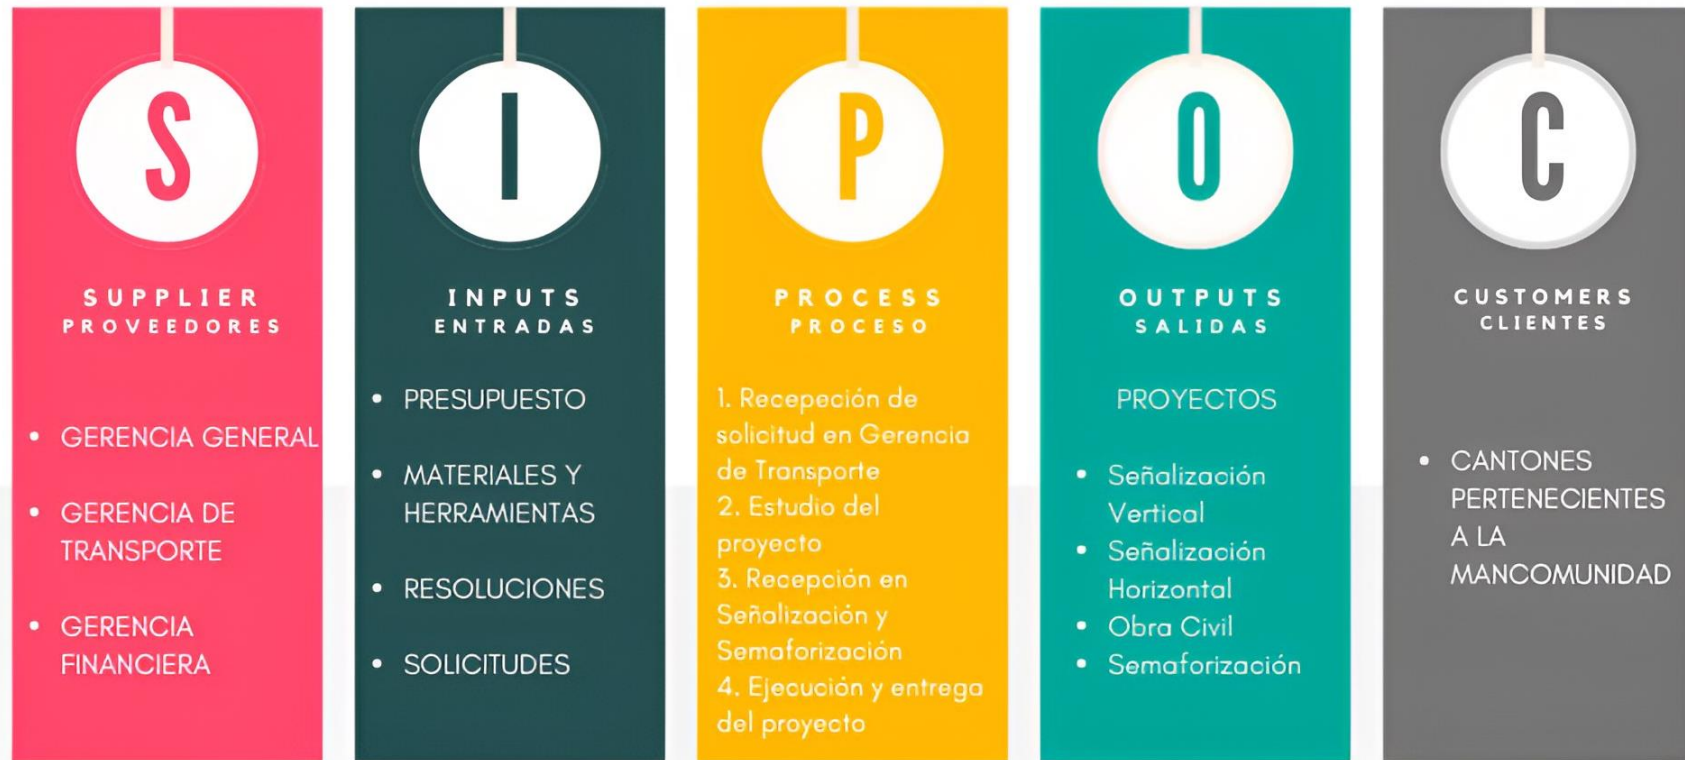 S
SUPPLIER
PROVEEDORES
• GERENCIA GENERAL
• GERENCIA DE
TRANSPORTE
• GERENCIA
FINANCIERA
I
INPUTS
ENTRADAS
• PRESUPUESTO
• MATERIALES Y
HERRAMIENTAS
• RESOLUCIONES
• SOLICITUDES
P
PROCESS
PROCESO
1. Recepeción de
solicitud en Gerencia
de Transporte
2. Estudio del
proyecto
3. Recepción en
Señalización y
Semaforización
4. Ejecución y entrega
del proyecto
O
OUTPUTS
SALIDAS
PROYECTOS
• Señalización
Vertical
• Señalización
Horizontal
• Obra Civil
• Semaforización
C
CUSTOMERS
CLIENTES
• CANTONES
PERTENECIENTES
A LA
MANCOMUNIDAD